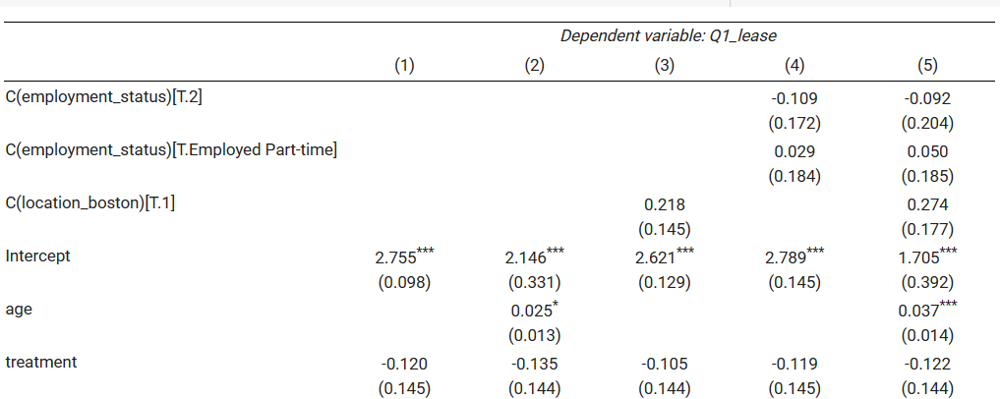 Dependent variable: Q1_lease
(1) (2) (3) (4) (5)
C(employment_status)[T.2] -0.109 -0.092
(0.172) (0.204)
C(employment_status)[T.Employed Part-time] 0.029 0.050
(0.184) (0.185)
C(location_boston)[T.1] 0.218 0.274
(0.145) (0.177)
Intercept 2.755*** 2.146*** 2.621*** 2.789*** 1.705***
(0.098) (0.331) (0.129) (0.145) (0.392)
age 0.025* 0.037***
(0.013) (0.014)
treatment -0.120 -0.135 -0.105 -0.119 -0.122
(0.145) (0.144) (0.144) (0.145) (0.144)